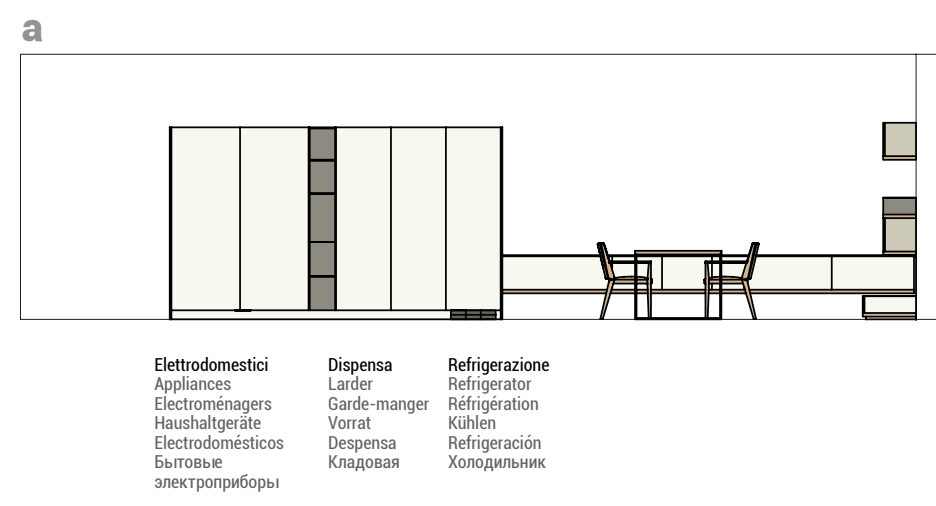 a
Elettrodomestici
Appliances
Electroménagers
Haushaltgeräte
Electrodomésticos
Бытовые
электроприборы
Dispensa
Larder
Garde-manger
Vorrat
Despensa
Кладовая
Refrigerazione
Refrigerator
Réfrigération
Kühlen
Refrigeración
Холодильник